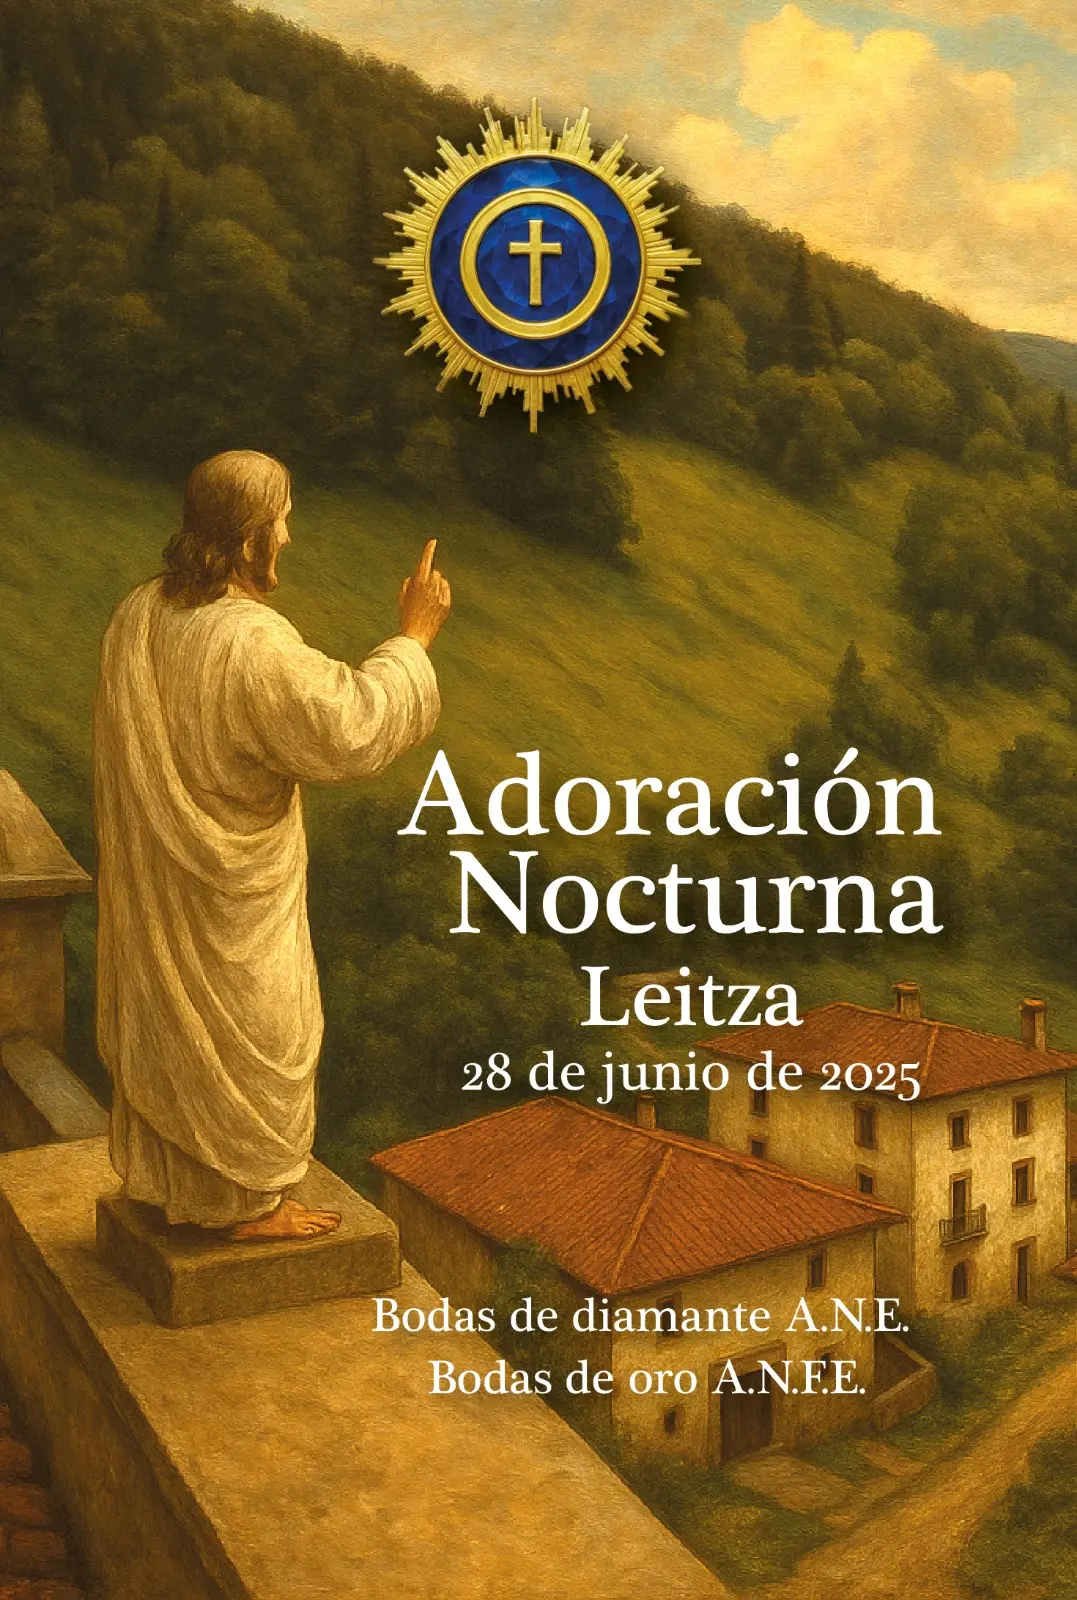 Adoración
Nocturna
Leitza
28 de junio de 2025
Bodas de diamante A.N.E.
Bodas de oro A.N.F.E.